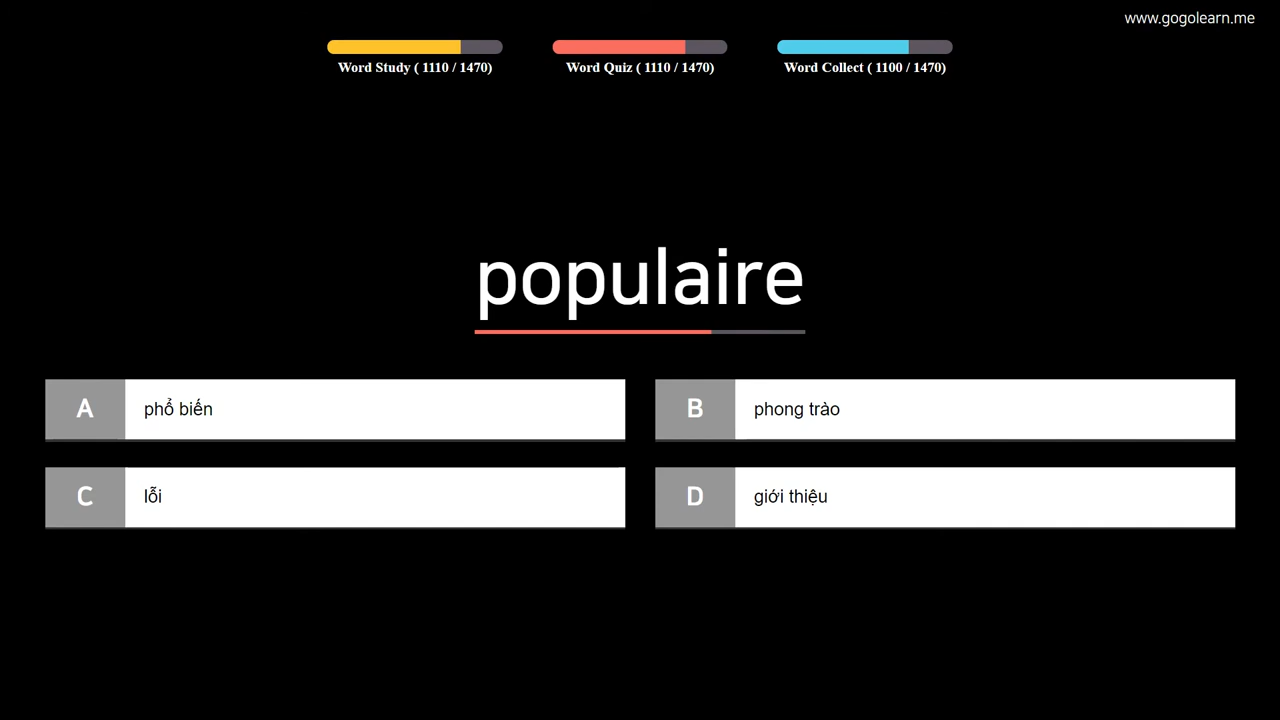 www.gogolearn.me
Word Study ( 1110 / 1470)
Word Quiz ( 1110 / 1470)
Word Collect ( 1100 / 1470)
populaire
A phổ biến
B phong trào
C lỗi
D giới thiệu